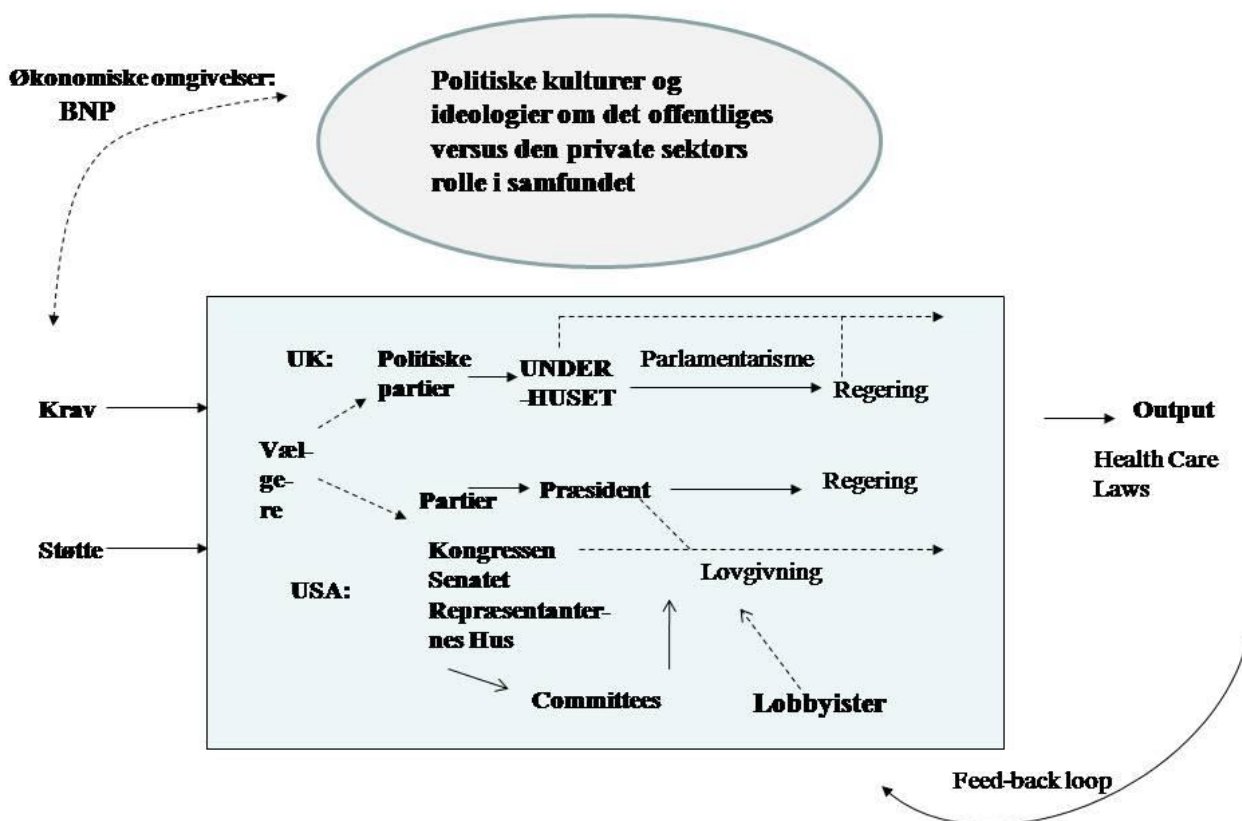 Økonomiske omgivelser:
BNP
Politiske kulturer og
ideologier om det offentliges
versus den private sektors
rolle i samfundet
UK:
Politiske
partier
UNDER
-HUSET
Parlamentarisme
Regering
Krav
Output
Health Care
Laws
Væl-
ge-
re
Partier
Præsident
Regering
Støtte
Kongressen
Senatet
Repræsentanter-
nes Hus
USA:
Lovgivning
Committees
Lobbyister
Feed-back loop